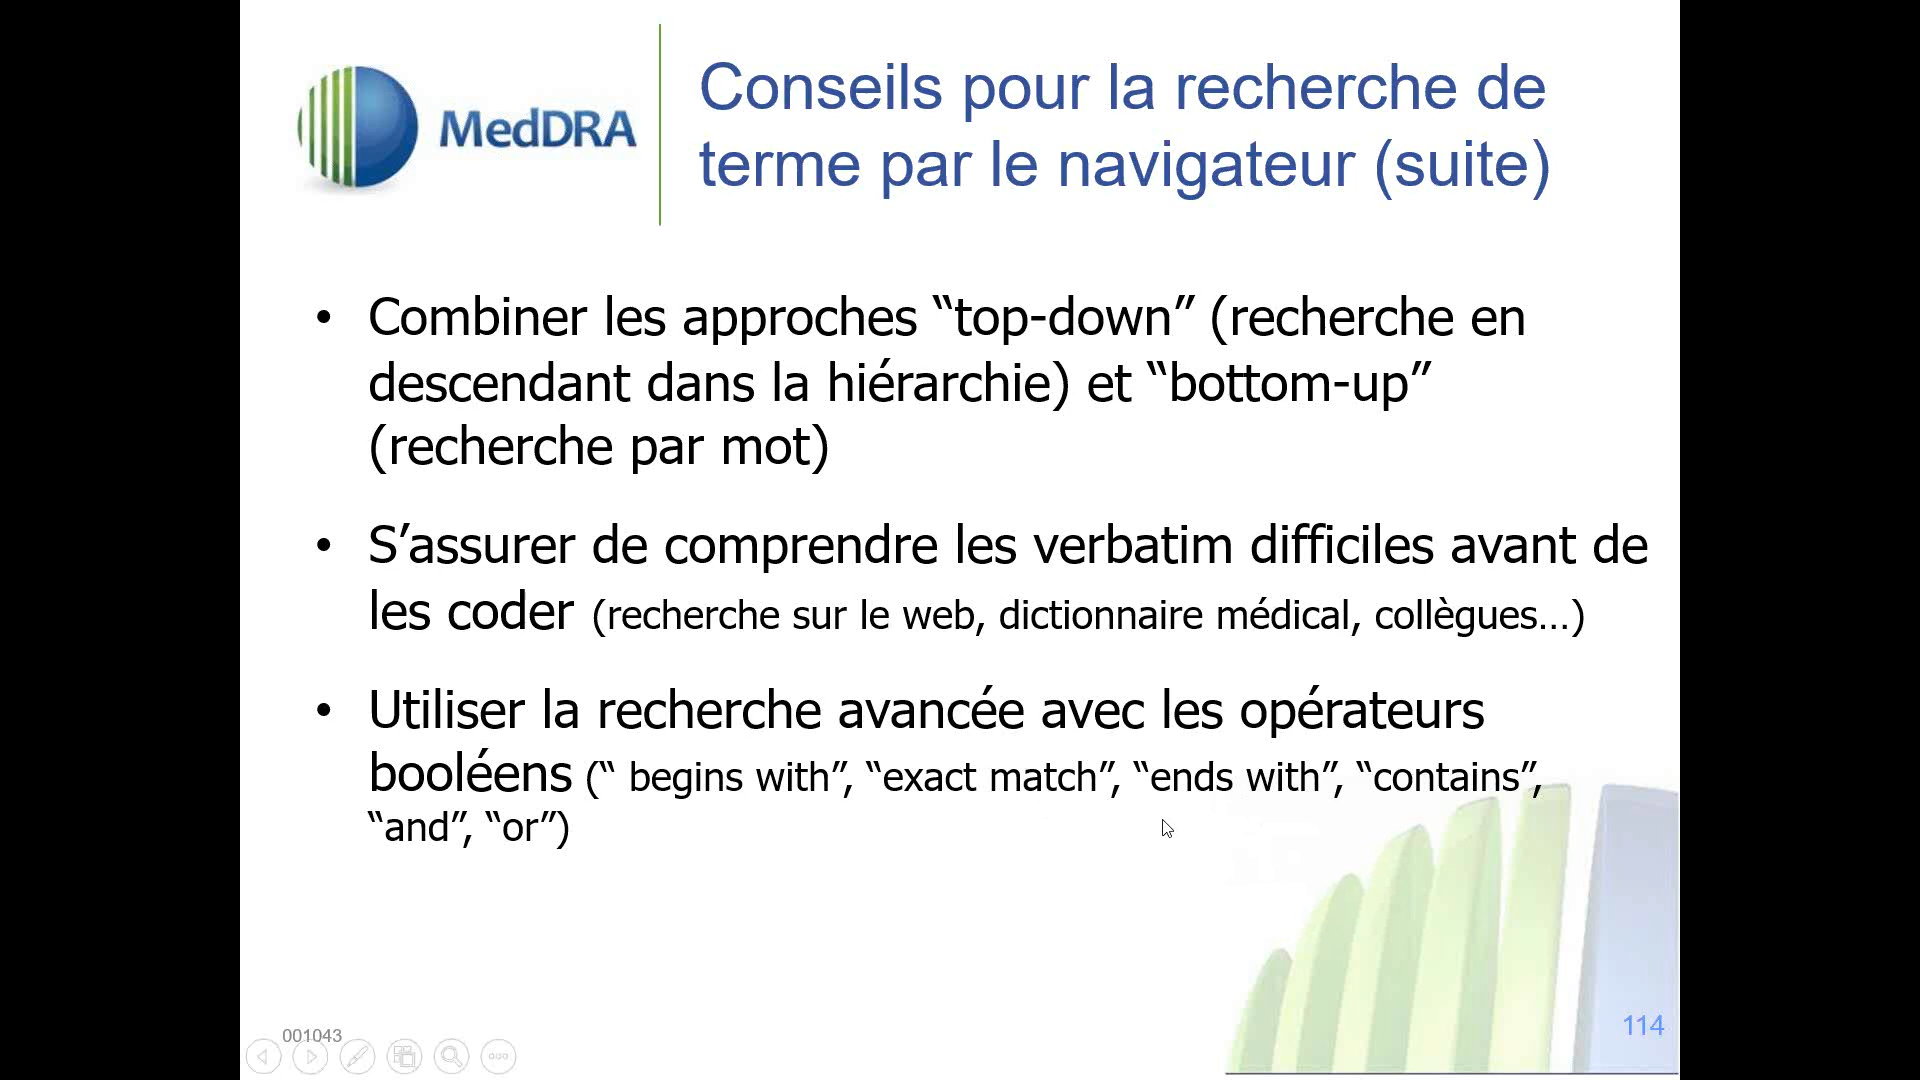 MedDRA
Conseils pour la recherche de
terme par le navigateur (suite)
• Combiner les approches “top-down” (recherche en
descendant dans la hiérarchie) et “bottom-up”
(recherche par mot)
• S’assurer de comprendre les verbatim difficiles avant de
les coder (recherche sur le web, dictionnaire médical, collègues…)
• Utiliser la recherche avancée avec les opérateurs
booléens (“ begins with”, “exact match”, “ends with”, “contains”,
“and”, “or”)
001043
114